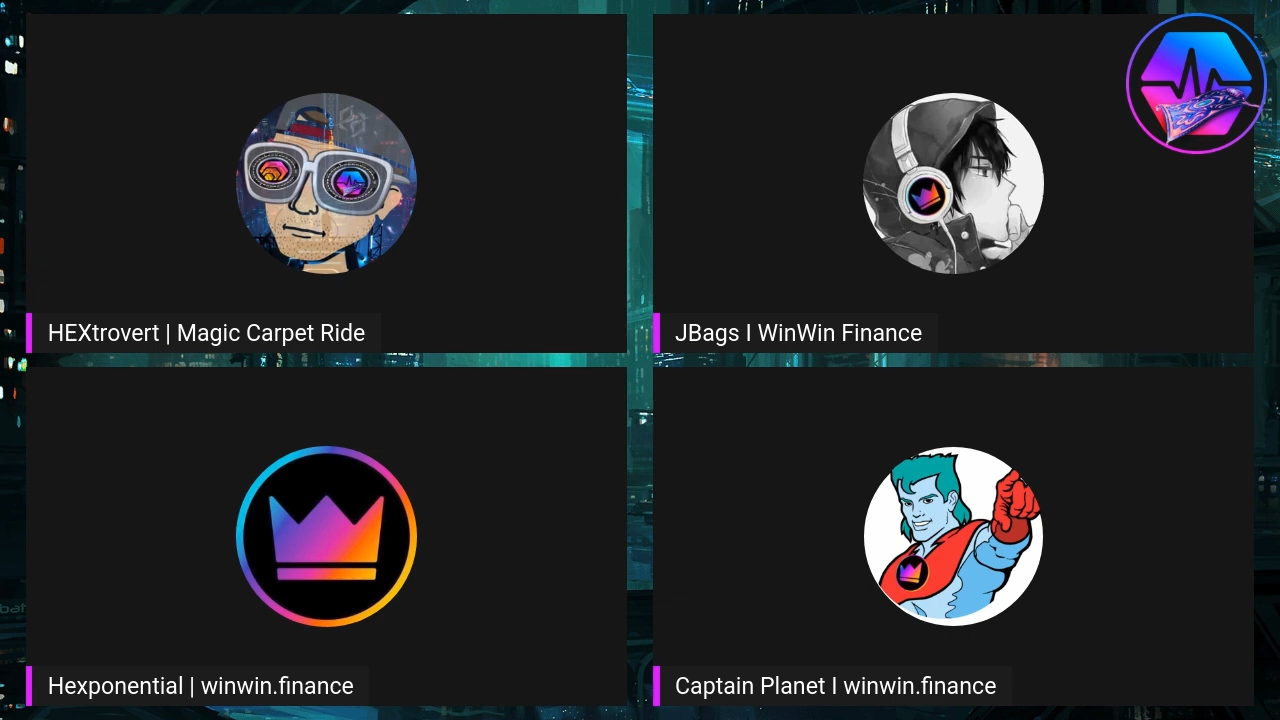 HEXtrovert | Magic Carpet Ride
JBags I WinWin Finance
Hexponential | winwin.finance
Captain Planet I winwin.finance